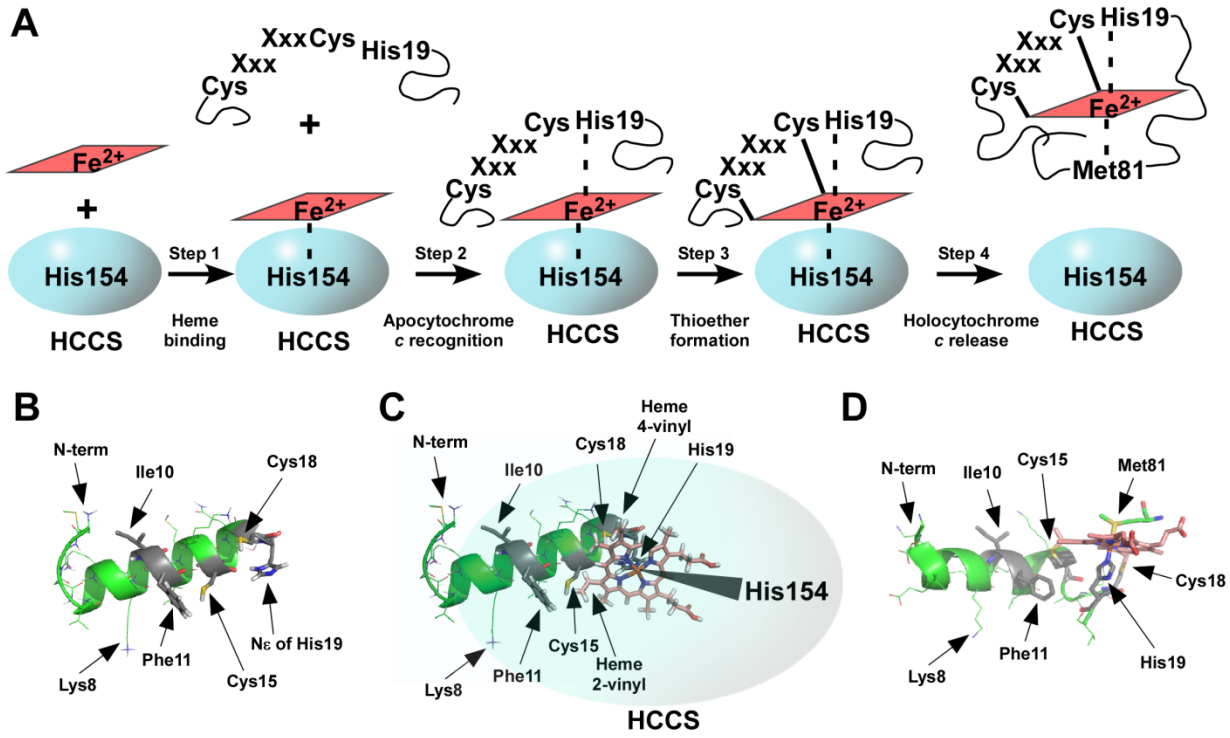 A
Cys
Xxx
Xxx
Cys
His19
+
Fe2+
+
His154
HCCS
Step 1
Heme
binding
Fe2+
His154
HCCS
Step 2
Apocytochrome
c recognition
Cys
Xxx
Xxx
Cys
His19
Fe2+
His154
HCCS
Step 3
Thioether
formation
Cys
Xxx
Xxx
Cys
His19
Fe2+
His154
HCCS
Step 4
Holocytochrome
c release
Cys
Xxx
Xxx
Cys
His19
Fe2+
Met81
His154
HCCS
B
N-term
Ile10
Cys18
Lys8
Phe11
Cys15
Nε of His19
C
N-term
Ile10
Cys18
Heme
4-vinyl
His19
His154
Lys8
Phe11
Cys15
Heme
2-vinyl
HCCS
D
N-term
Ile10
Cys15
Met81
Lys8
Phe11
His19
Cys18